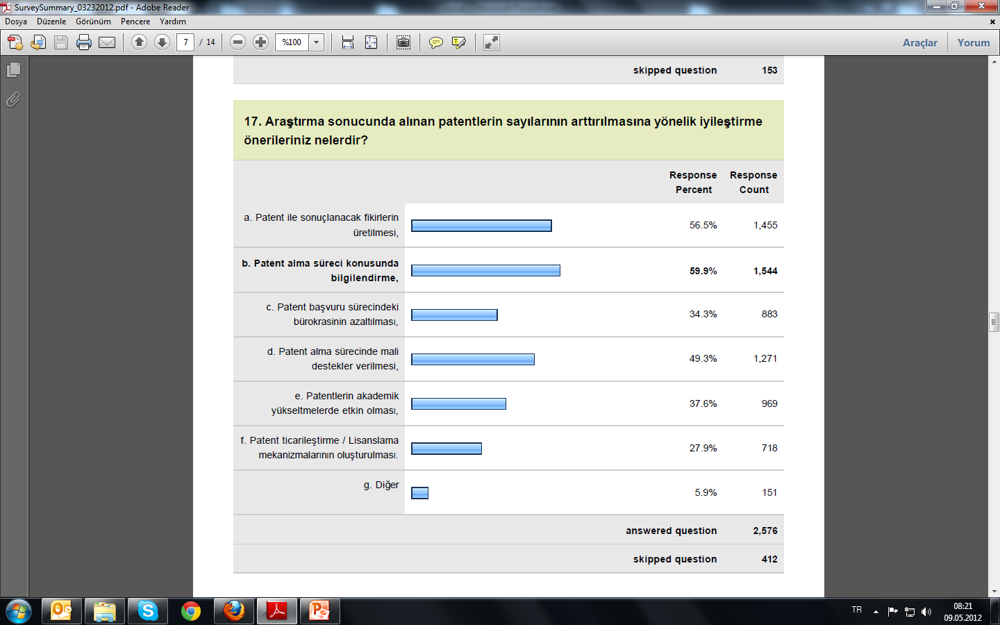 SurveySummary_03232012.pdf - Adobe Reader
Dosya Düzenle Görünüm Pencere Yardım
7 / 14 %100 Araçlar Yorum
skipped question 153
17. Araştırma sonucunda alınan patentlerin sayılarının arttırılmasına yönelik iyileştirme
önerileriniz nelerdir?
Response Response
Percent Count
a. Patent ile sonuçlanacak fikirlerin
üretilmesi,
56.5% 1,455
b. Patent alma süreci konusunda
bilgilendirme,
59.9% 1,544
c. Patent başvuru sürecindeki
bürokrasinin azaltılması,
34.3% 883
d. Patent alma sürecinde mali
destekler verilmesi,
49.3% 1,271
e. Patentlerin akademik
yükseltmelerde etkin olması,
37.6% 969
f. Patent ticarileştirme / Lisanslama
mekanizmalarının oluşturulması.
27.9% 718
g. Diğer
5.9% 151
answered question 2,576
skipped question 412
TR 08:21
09.05.2012